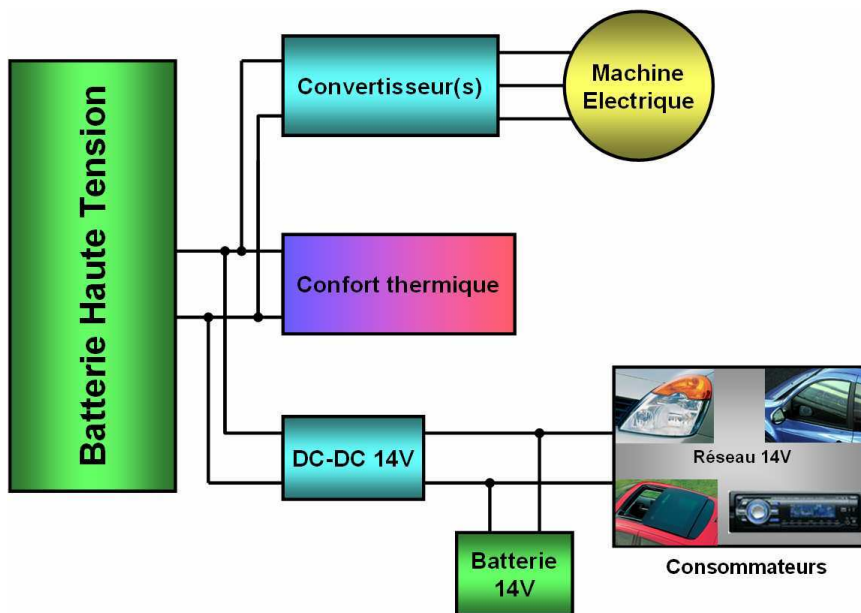 Batterie Haute Tension
Convertisseur(s)
Machine
Electrique
Confort thermique
DC-DC 14V
Réseau 14V
Batterie
14V
Consommateurs